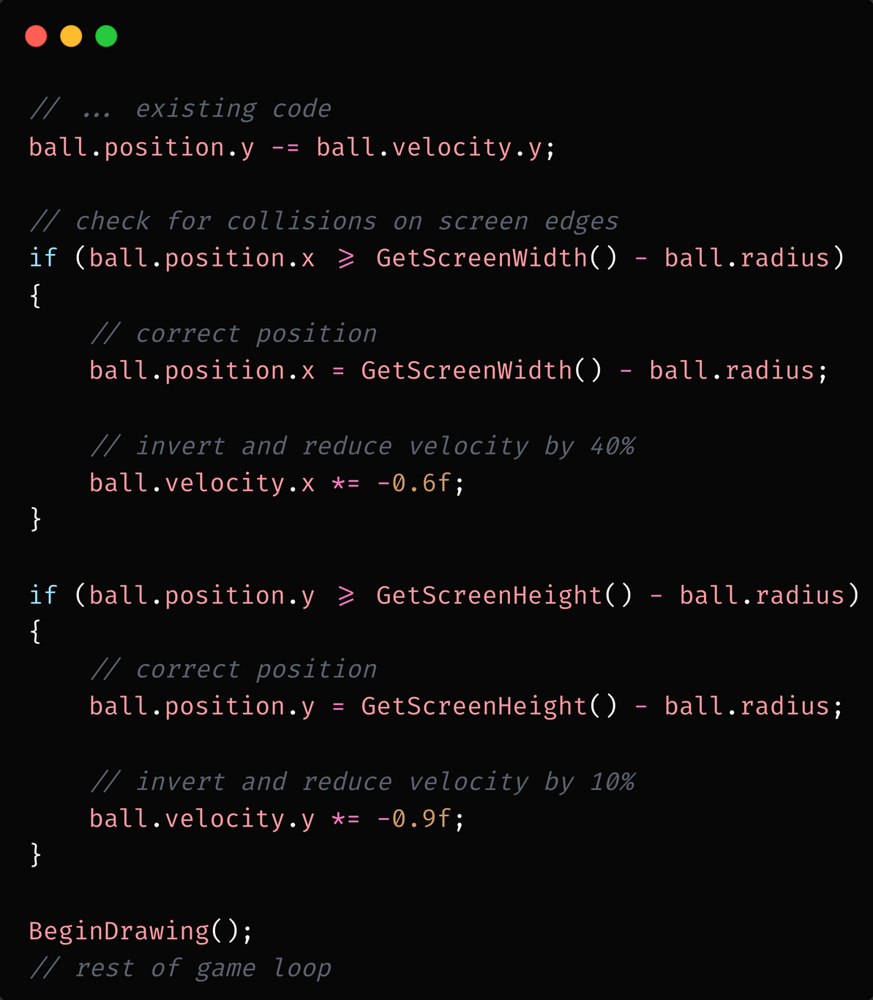 // ... existing code
ball.position.y -= ball.velocity.y;

// check for collisions on screen edges
if (ball.position.x >= GetScreenWidth() - ball.radius)
{
    // correct position
    ball.position.x = GetScreenWidth() - ball.radius;

    // invert and reduce velocity by 40%
    ball.velocity.x *= -0.6f;
}

if (ball.position.y >= GetScreenHeight() - ball.radius)
{
    // correct position
    ball.position.y = GetScreenHeight() - ball.radius;

    // invert and reduce velocity by 10%
    ball.velocity.y *= -0.9f;
}

BeginDrawing();
// rest of game loop